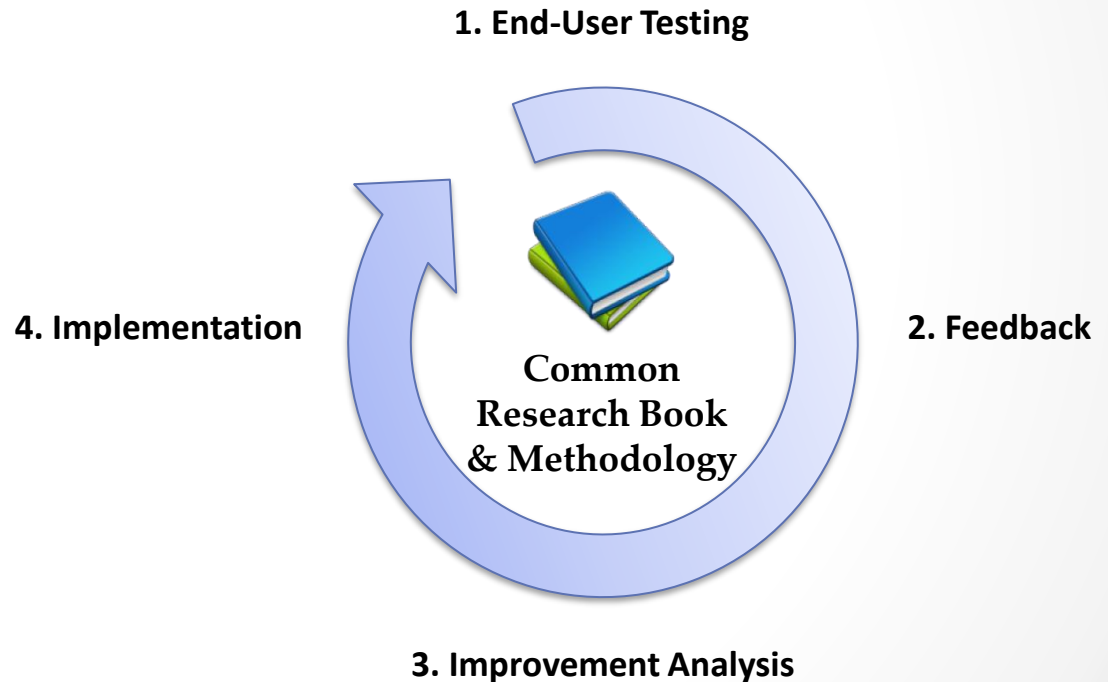 1. End-User Testing
2. Feedback
4. Implementation
Common
Research Book
& Methodology
3. Improvement Analysis